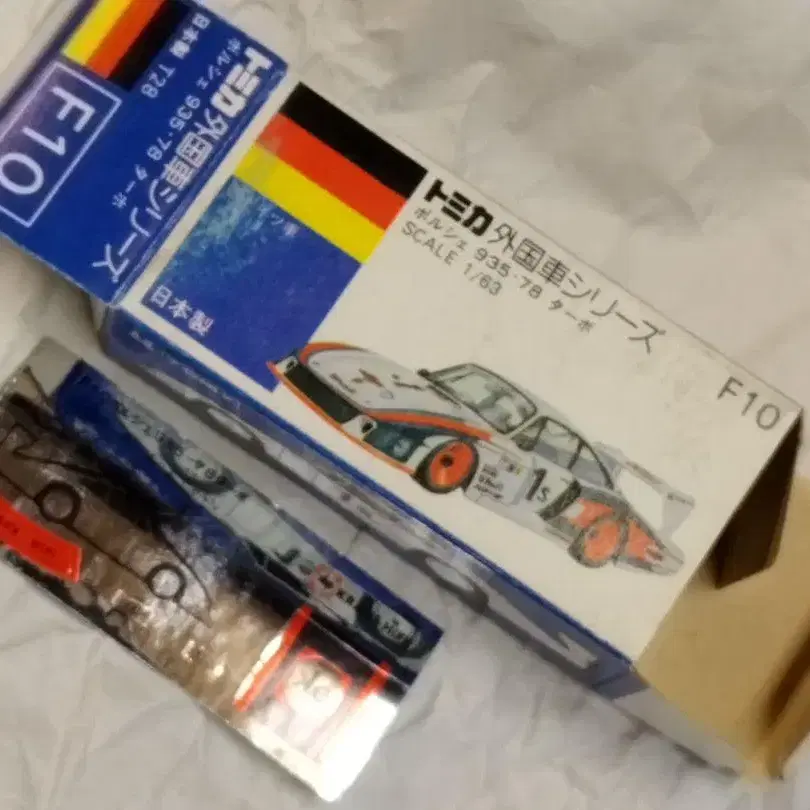 トミカ外国車シリーズ
ポルシェ 935・78 ターボ
日本製 T28
F10
トミカ 外国車シリーズ
ポルシェ 935・78 ターボ
SCALE 1/63
日本製
F10
1s